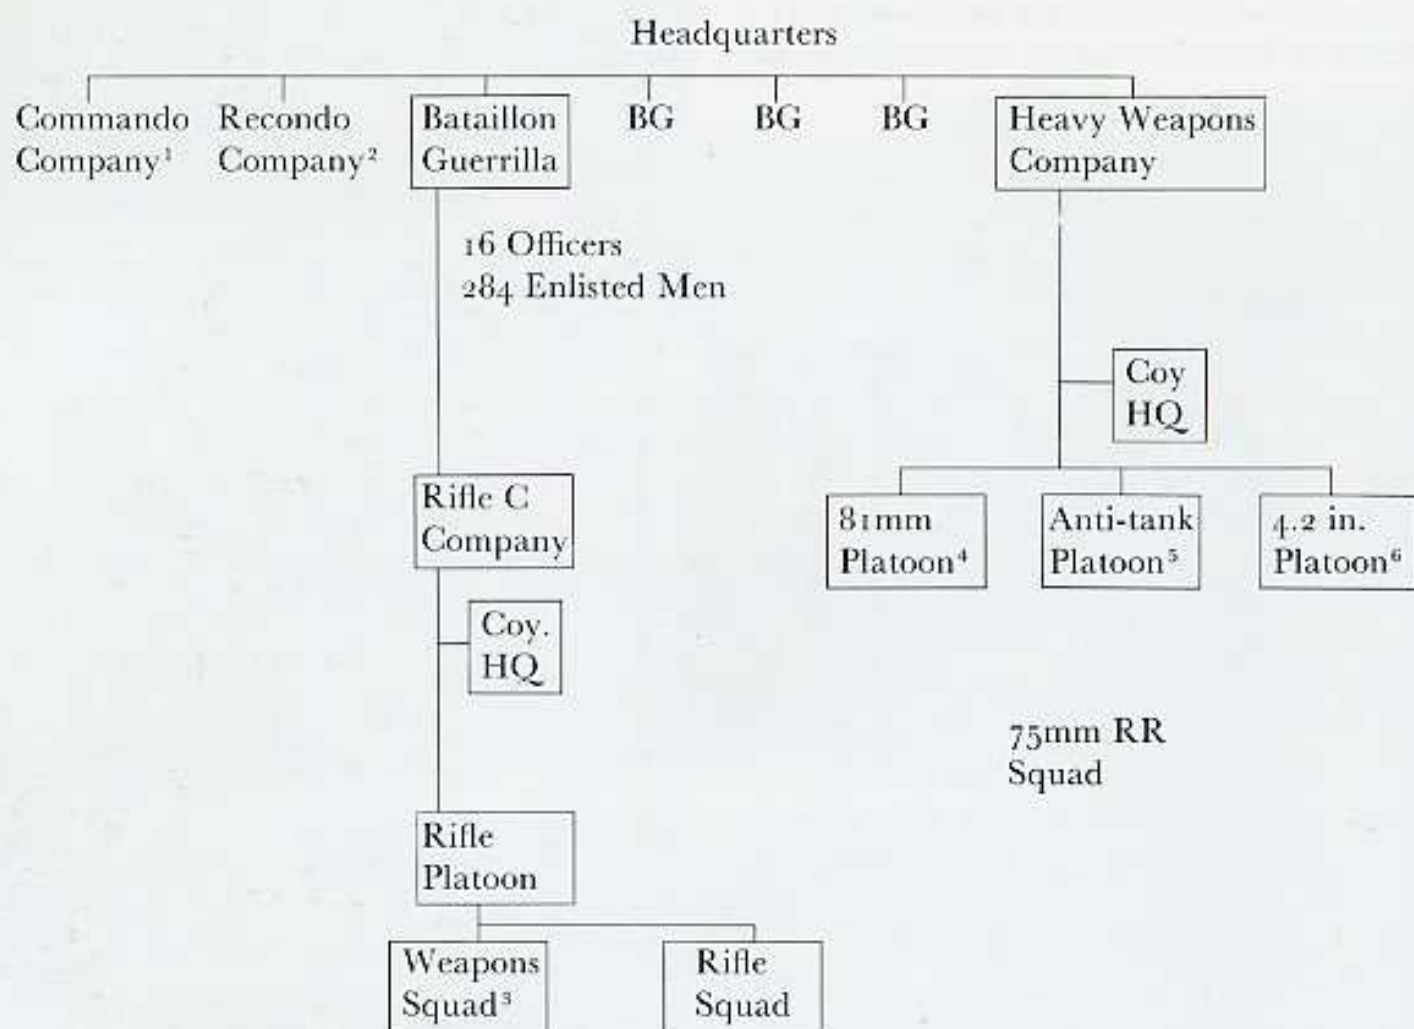 Headquarters
Commando
Company¹
Recondo
Company²
Bataillon
Guerrilla
BG
BG
BG
Heavy Weapons
Company
16 Officers
284 Enlisted Men
Coy
HQ
Rifle C
Company
81mm
Platoon⁴
Anti-tank
Platoon⁵
4.2 in.
Platoon⁶
Coy.
HQ
75mm RR
Squad
Rifle
Platoon
Weapons
Squad³
Rifle
Squad